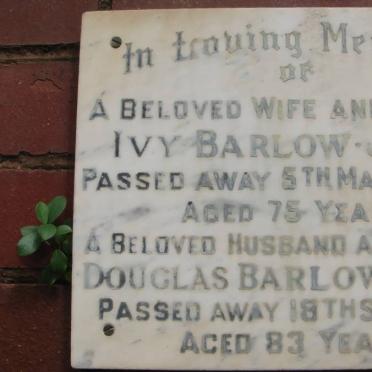 In Loving Me
of
A BELOVED WIFE AND
IVY BARLOW
PASSED AWAY 5TH MA
AGED 75 YEA
A BELOVED HUSBAND A
DOUGLAS BARLOW
PASSED AWAY 18TH S
AGED 83 YEA